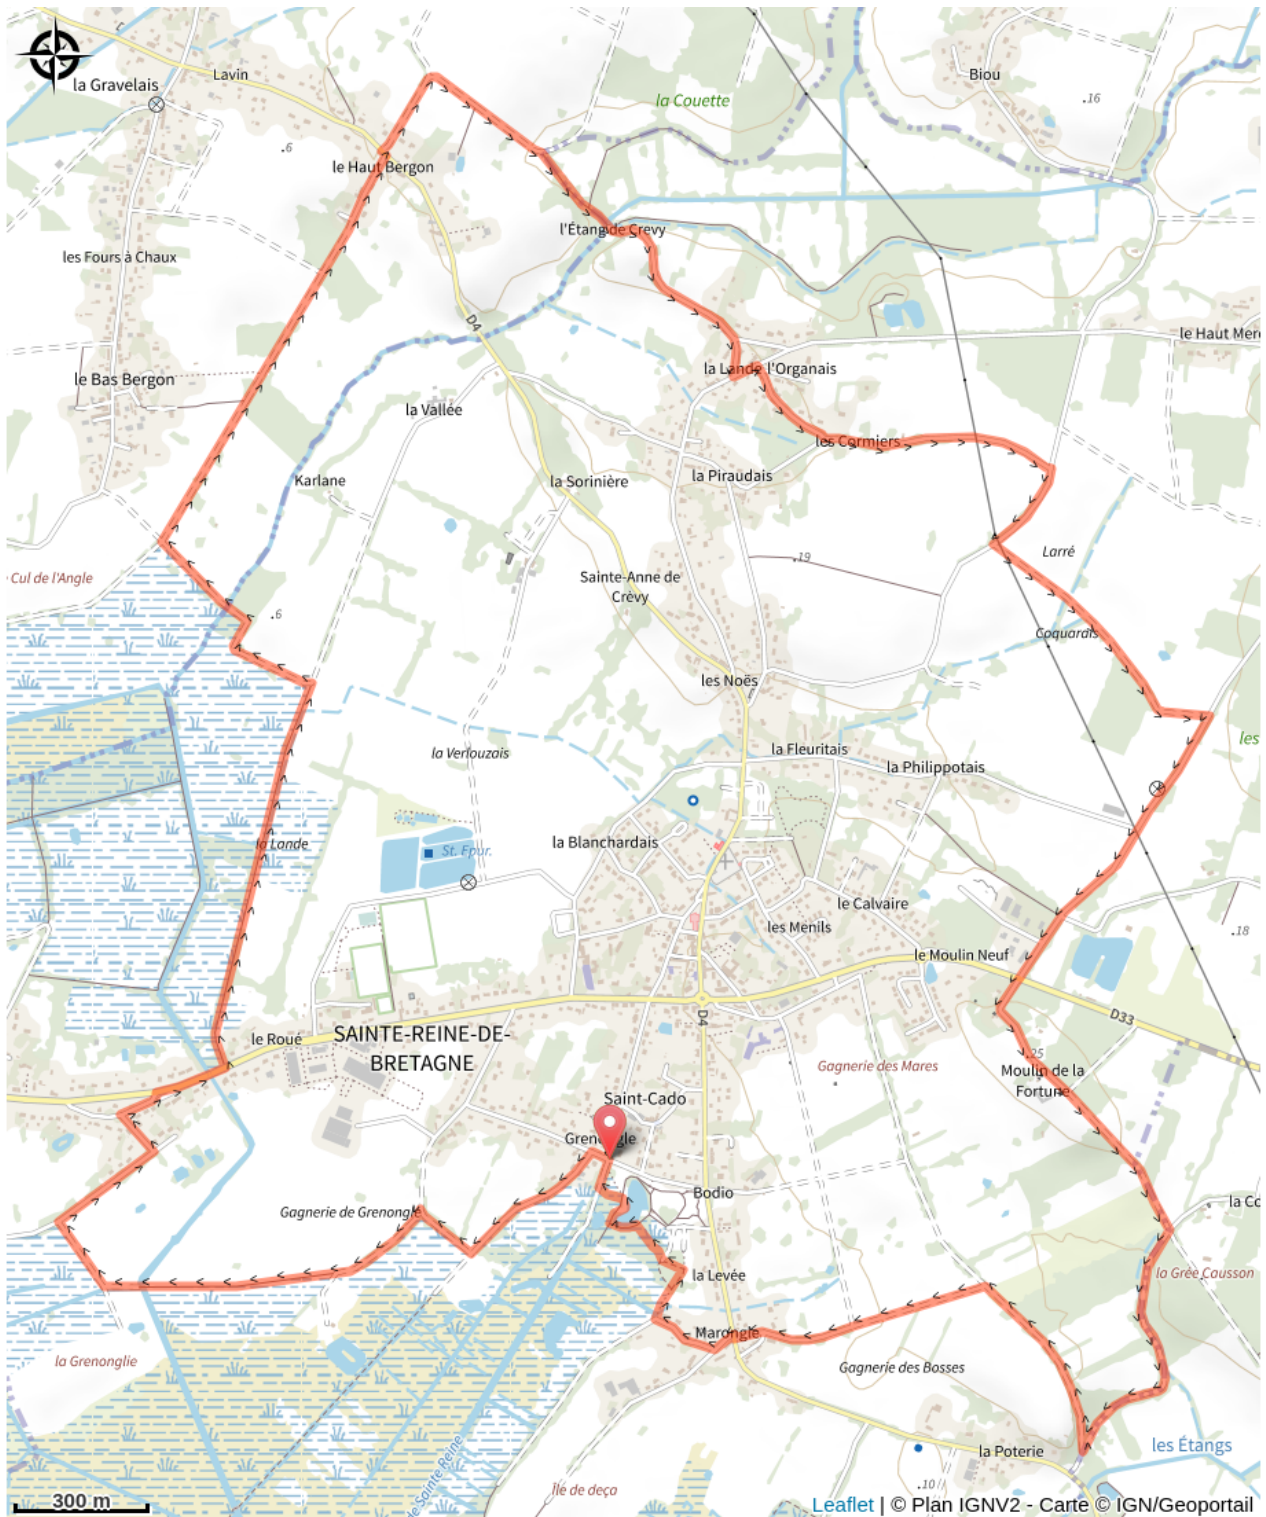 Lavin
la Gravelais
Biou
.16
la Couette
.6
le Haut Bergon
l'Étang de Crévy
les Fours à Chaux
D4
le Haut Mere
la Lande l'Organais
le Bas Bergon
la Vallée
les Cormiers
la Piraudais
Karlane
la Sorinière
.19
Larré
Cul de l'Angle
Sainte-Anne de
Crévy
.6
Coquardis
les Noës
les
la Fleuritais
la Verlouzais
la Philippotais
la Lande
la Blanchardais
St. Epur.
le Calvaire
les Menils
.18
le Moulin Neuf
D4
D33
le Roué
SAINTE-REINE-DE-
BRETAGNE
.25
Gagnerie des Mares
Moulin de la
Fortune
Saint-Cado
Grenongle
Bodio
la Co
Gagnerie de Grenongle
la Levée
la Grée Causson
Marongle
la Grenonglie
Gagnerie des Bosses
les Étangs
la Poterie
de Sainte Reine
.10
Île de deça
300 m
Leaflet | © Plan IGNV2 - Carte © IGN/Geoportail